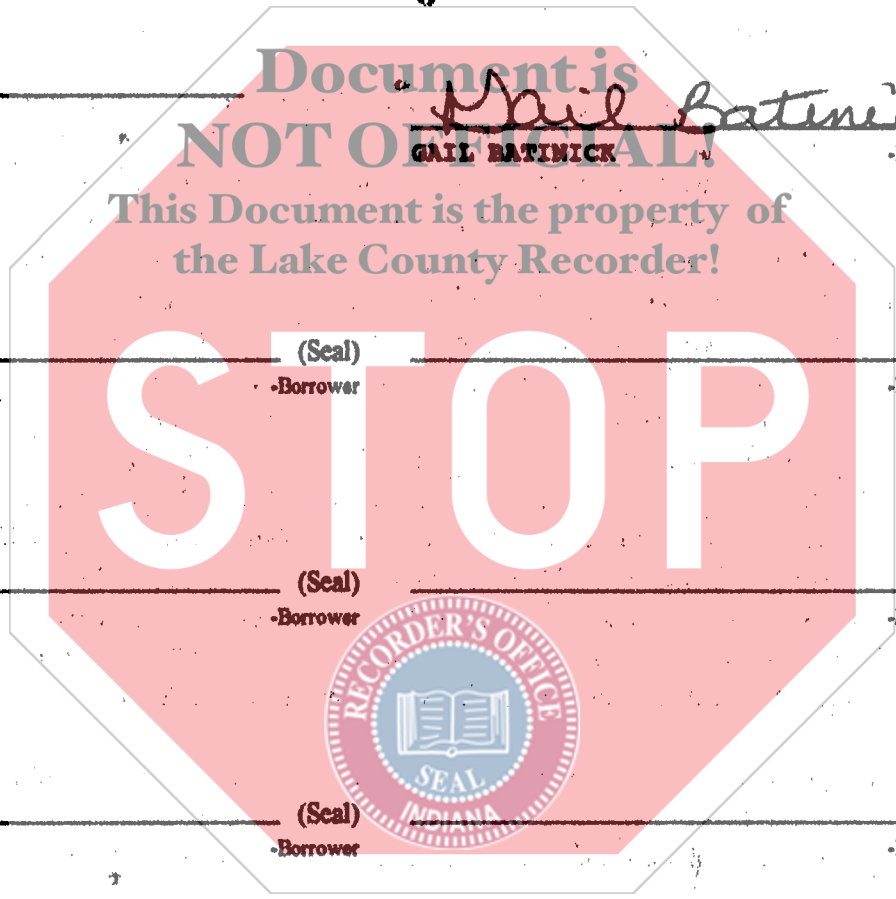 Document is
Gail Batini
NOT OFFICIAL!
GAIL BATINICK
This Document is the property of
the Lake County Recorder!
(Seal)
-Borrower
STOP
(Seal)
-Borrower
RECORDER'S OFFICE
SEAL
INDIANA
(Seal)
-Borrower